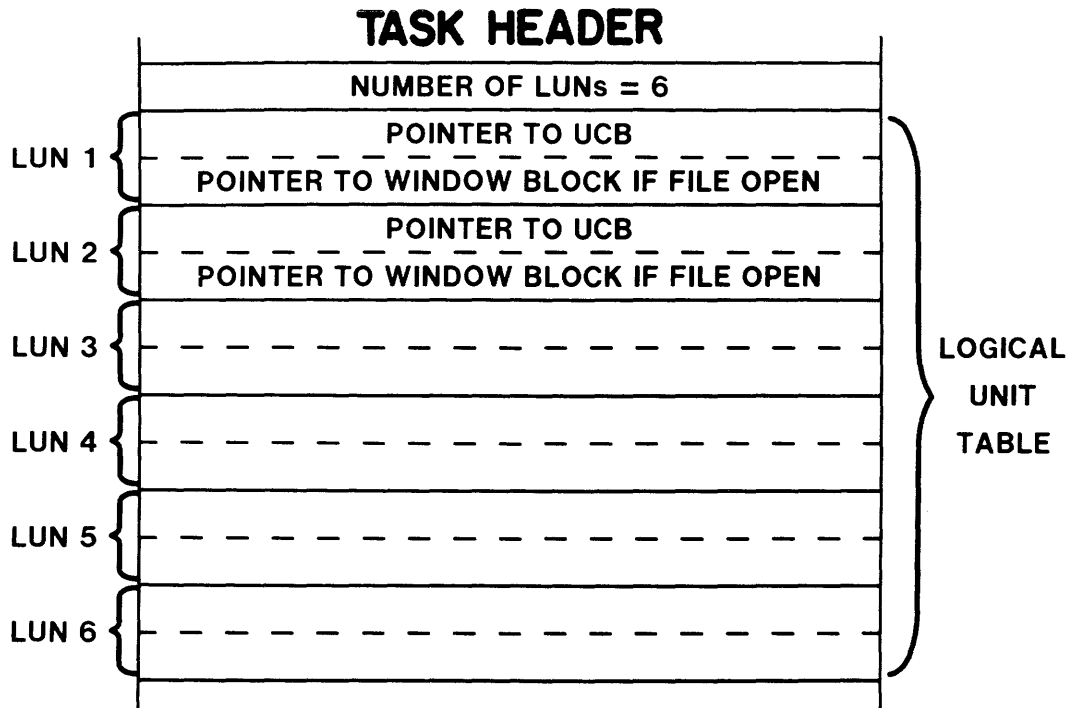 TASK HEADER
NUMBER OF LUNs = 6
LUN 1
POINTER TO UCB
POINTER TO WINDOW BLOCK IF FILE OPEN
LUN 2
POINTER TO UCB
POINTER TO WINDOW BLOCK IF FILE OPEN
LUN 3
LUN 4
LUN 5
LUN 6
LOGICAL
UNIT
TABLE